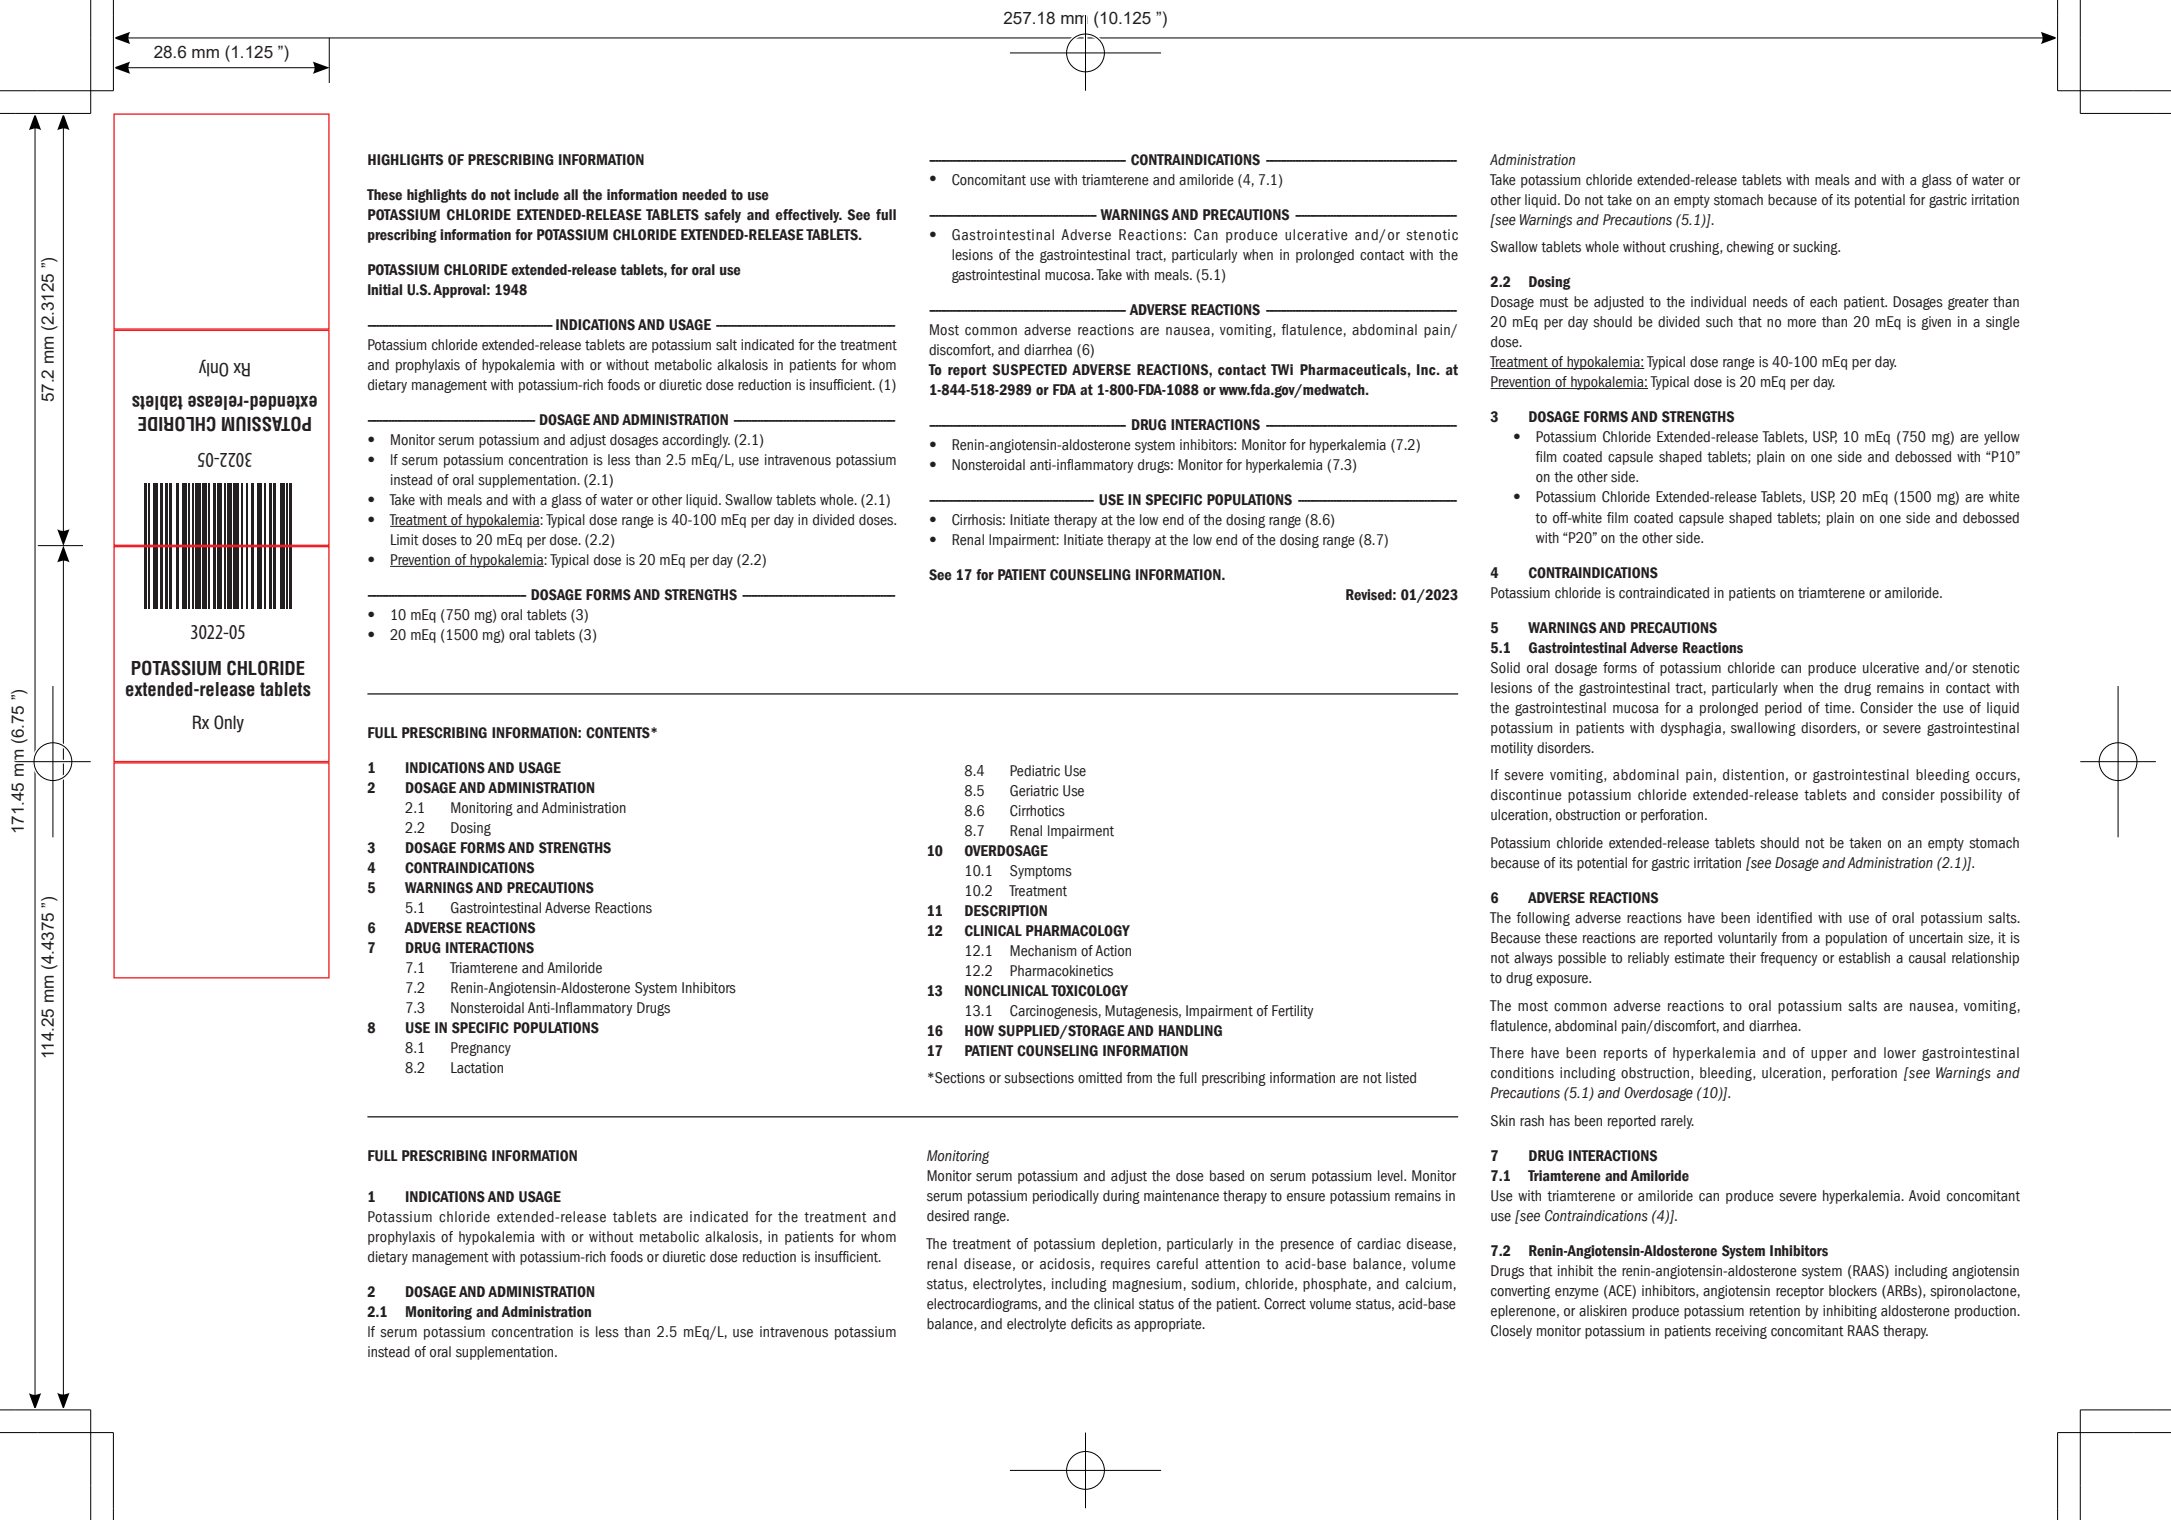 257.18 mm (10.125 ”)
28.6 mm (1.125 ”)
57.2 mm (2.3125 ”)
171.45 mm (6.75 ”)
114.25 mm (4.4375 ”)
Rx Only
extended-release tablets
POTASSIUM CHLORIDE
3022-05
3022-05
POTASSIUM CHLORIDE
extended-release tablets
Rx Only
HIGHLIGHTS OF PRESCRIBING INFORMATION
These highlights do not include all the information needed to use
POTASSIUM CHLORIDE EXTENDED-RELEASE TABLETS safely and effectively. See full
prescribing information for POTASSIUM CHLORIDE EXTENDED-RELEASE TABLETS.
POTASSIUM CHLORIDE extended-release tablets, for oral use
Initial U.S. Approval: 1948
INDICATIONS AND USAGE
Potassium chloride extended-release tablets are potassium salt indicated for the treatment
and prophylaxis of hypokalemia with or without metabolic alkalosis in patients for whom
dietary management with potassium-rich foods or diuretic dose reduction is insufficient. (1)
DOSAGE AND ADMINISTRATION
• Monitor serum potassium and adjust dosages accordingly. (2.1)
• If serum potassium concentration is less than 2.5 mEq/L, use intravenous potassium
instead of oral supplementation. (2.1)
• Take with meals and with a glass of water or other liquid. Swallow tablets whole. (2.1)
• Treatment of hypokalemia: Typical dose range is 40-100 mEq per day in divided doses.
Limit doses to 20 mEq per dose. (2.2)
• Prevention of hypokalemia: Typical dose is 20 mEq per day (2.2)
DOSAGE FORMS AND STRENGTHS
• 10 mEq (750 mg) oral tablets (3)
• 20 mEq (1500 mg) oral tablets (3)
CONTRAINDICATIONS
• Concomitant use with triamterene and amiloride (4, 7.1)
WARNINGS AND PRECAUTIONS
• Gastrointestinal Adverse Reactions: Can produce ulcerative and/or stenotic
lesions of the gastrointestinal tract, particularly when in prolonged contact with the
gastrointestinal mucosa. Take with meals. (5.1)
ADVERSE REACTIONS
Most common adverse reactions are nausea, vomiting, flatulence, abdominal pain/
discomfort, and diarrhea (6)
To report SUSPECTED ADVERSE REACTIONS, contact TWi Pharmaceuticals, Inc. at
1-844-518-2989 or FDA at 1-800-FDA-1088 or www.fda.gov/medwatch.
DRUG INTERACTIONS
• Renin-angiotensin-aldosterone system inhibitors: Monitor for hyperkalemia (7.2)
• Nonsteroidal anti-inflammatory drugs: Monitor for hyperkalemia (7.3)
USE IN SPECIFIC POPULATIONS
• Cirrhosis: Initiate therapy at the low end of the dosing range (8.6)
• Renal Impairment: Initiate therapy at the low end of the dosing range (8.7)
See 17 for PATIENT COUNSELING INFORMATION.
Revised: 01/2023
FULL PRESCRIBING INFORMATION: CONTENTS*
1 INDICATIONS AND USAGE
2 DOSAGE AND ADMINISTRATION
2.1 Monitoring and Administration
2.2 Dosing
3 DOSAGE FORMS AND STRENGTHS
4 CONTRAINDICATIONS
5 WARNINGS AND PRECAUTIONS
5.1 Gastrointestinal Adverse Reactions
6 ADVERSE REACTIONS
7 DRUG INTERACTIONS
7.1 Triamterene and Amiloride
7.2 Renin-Angiotensin-Aldosterone System Inhibitors
7.3 Nonsteroidal Anti-Inflammatory Drugs
8 USE IN SPECIFIC POPULATIONS
8.1 Pregnancy
8.2 Lactation
8.4 Pediatric Use
8.5 Geriatric Use
8.6 Cirrhotics
8.7 Renal Impairment
10 OVERDOSAGE
10.1 Symptoms
10.2 Treatment
11 DESCRIPTION
12 CLINICAL PHARMACOLOGY
12.1 Mechanism of Action
12.2 Pharmacokinetics
13 NONCLINICAL TOXICOLOGY
13.1 Carcinogenesis, Mutagenesis, Impairment of Fertility
16 HOW SUPPLIED/STORAGE AND HANDLING
17 PATIENT COUNSELING INFORMATION
*Sections or subsections omitted from the full prescribing information are not listed
FULL PRESCRIBING INFORMATION
1 INDICATIONS AND USAGE
Potassium chloride extended-release tablets are indicated for the treatment and
prophylaxis of hypokalemia with or without metabolic alkalosis, in patients for whom
dietary management with potassium-rich foods or diuretic dose reduction is insufficient.
2 DOSAGE AND ADMINISTRATION
2.1 Monitoring and Administration
If serum potassium concentration is less than 2.5 mEq/L, use intravenous potassium
instead of oral supplementation.
Monitoring
Monitor serum potassium and adjust the dose based on serum potassium level. Monitor
serum potassium periodically during maintenance therapy to ensure potassium remains in
desired range.
The treatment of potassium depletion, particularly in the presence of cardiac disease,
renal disease, or acidosis, requires careful attention to acid-base balance, volume
status, electrolytes, including magnesium, sodium, chloride, phosphate, and calcium,
electrocardiograms, and the clinical status of the patient. Correct volume status, acid-base
balance, and electrolyte deficits as appropriate.
Administration
Take potassium chloride extended-release tablets with meals and with a glass of water or
other liquid. Do not take on an empty stomach because of its potential for gastric irritation
[see Warnings and Precautions (5.1)].
Swallow tablets whole without crushing, chewing or sucking.
2.2 Dosing
Dosage must be adjusted to the individual needs of each patient. Dosages greater than
20 mEq per day should be divided such that no more than 20 mEq is given in a single
dose.
Treatment of hypokalemia: Typical dose range is 40-100 mEq per day.
Prevention of hypokalemia: Typical dose is 20 mEq per day.
3 DOSAGE FORMS AND STRENGTHS
• Potassium Chloride Extended-release Tablets, USP, 10 mEq (750 mg) are yellow
film coated capsule shaped tablets; plain on one side and debossed with “P10”
on the other side.
• Potassium Chloride Extended-release Tablets, USP, 20 mEq (1500 mg) are white
to off-white film coated capsule shaped tablets; plain on one side and debossed
with “P20” on the other side.
4 CONTRAINDICATIONS
Potassium chloride is contraindicated in patients on triamterene or amiloride.
5 WARNINGS AND PRECAUTIONS
5.1 Gastrointestinal Adverse Reactions
Solid oral dosage forms of potassium chloride can produce ulcerative and/or stenotic
lesions of the gastrointestinal tract, particularly when the drug remains in contact with
the gastrointestinal mucosa for a prolonged period of time. Consider the use of liquid
potassium in patients with dysphagia, swallowing disorders, or severe gastrointestinal
motility disorders.
If severe vomiting, abdominal pain, distention, or gastrointestinal bleeding occurs,
discontinue potassium chloride extended-release tablets and consider possibility of
ulceration, obstruction or perforation.
Potassium chloride extended-release tablets should not be taken on an empty stomach
because of its potential for gastric irritation [see Dosage and Administration (2.1)].
6 ADVERSE REACTIONS
The following adverse reactions have been identified with use of oral potassium salts.
Because these reactions are reported voluntarily from a population of uncertain size, it is
not always possible to reliably estimate their frequency or establish a causal relationship
to drug exposure.
The most common adverse reactions to oral potassium salts are nausea, vomiting,
flatulence, abdominal pain/discomfort, and diarrhea.
There have been reports of hyperkalemia and of upper and lower gastrointestinal
conditions including obstruction, bleeding, ulceration, perforation [see Warnings and
Precautions (5.1) and Overdosage (10)].
Skin rash has been reported rarely.
7 DRUG INTERACTIONS
7.1 Triamterene and Amiloride
Use with triamterene or amiloride can produce severe hyperkalemia. Avoid concomitant
use [see Contraindications (4)].
7.2 Renin-Angiotensin-Aldosterone System Inhibitors
Drugs that inhibit the renin-angiotensin-aldosterone system (RAAS) including angiotensin
converting enzyme (ACE) inhibitors, angiotensin receptor blockers (ARBs), spironolactone,
eplerenone, or aliskiren produce potassium retention by inhibiting aldosterone production.
Closely monitor potassium in patients receiving concomitant RAAS therapy.